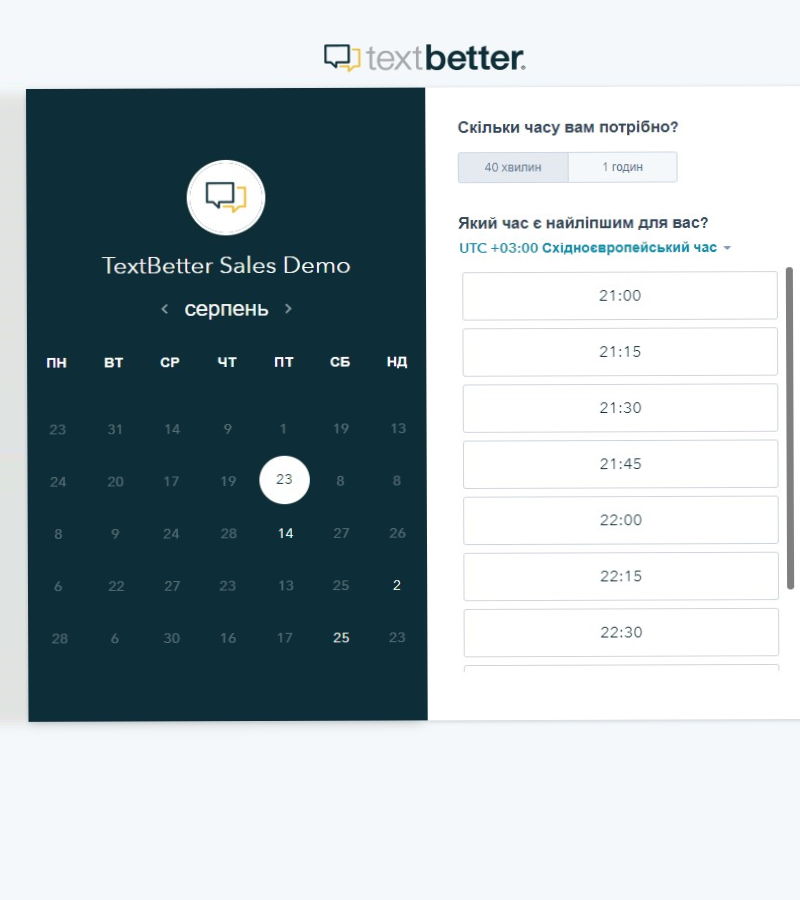 textbetter.
TextBetter Sales Demo
серпень
ПН ВТ СР ЧТ ПТ СБ НД
23 31 14 9 1 19 13
24 20 17 19 23 8 8
8 9 24 28 14 27 26
6 22 27 23 13 25 2
28 6 30 16 17 25 23
Скільки часу вам потрібно?
40 хвилин 1 годин
Який час є найліпшим для вас?
UTC +03:00 Східноєвропейський час
21:00
21:15
21:30
21:45
22:00
22:15
22:30